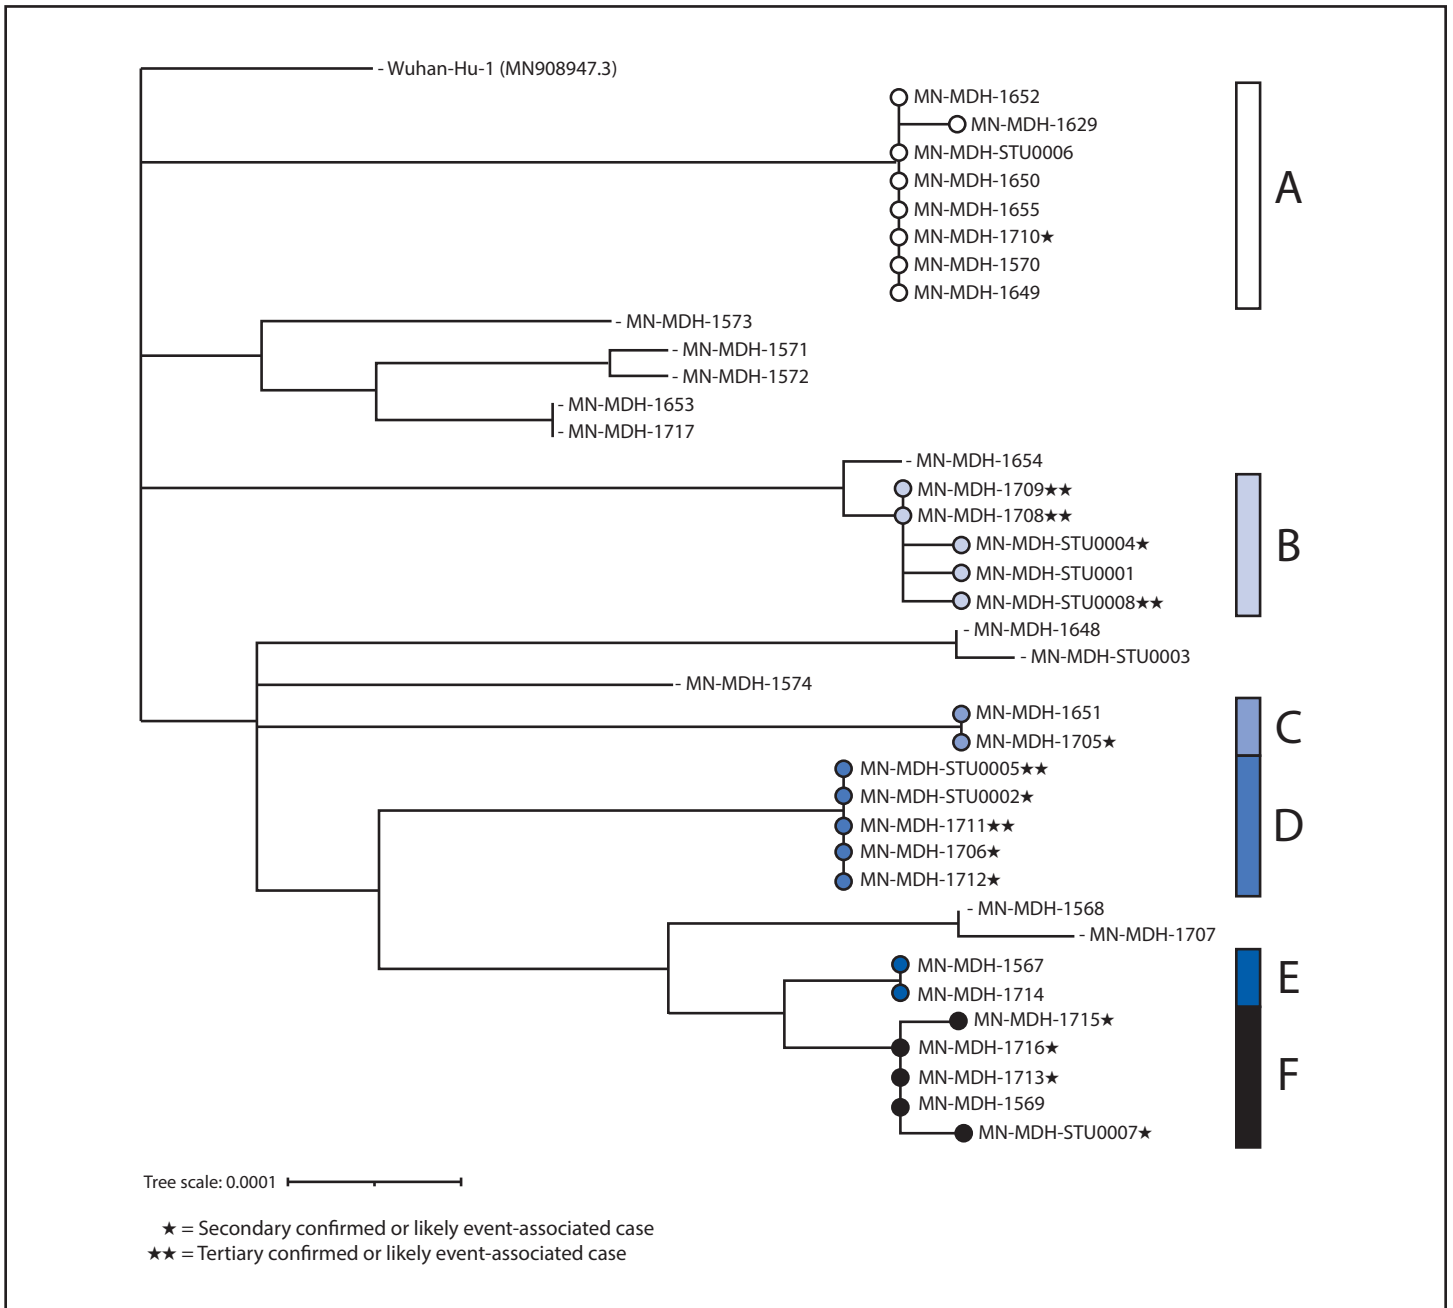 - Wuhan-Hu-1 (MN908947.3)
MN-MDH-1652
MN-MDH-1629
MN-MDH-STU0006
MN-MDH-1650
MN-MDH-1655
MN-MDH-1710★
MN-MDH-1570
MN-MDH-1649
A
- MN-MDH-1573
- MN-MDH-1571
- MN-MDH-1572
- MN-MDH-1653
- MN-MDH-1717
- MN-MDH-1654
MN-MDH-1709★★
MN-MDH-1708★★
MN-MDH-STU0004★
MN-MDH-STU0001
MN-MDH-STU0008★★
B
- MN-MDH-1648
- MN-MDH-STU0003
- MN-MDH-1574
MN-MDH-1651
MN-MDH-1705★
C
MN-MDH-STU0005★★
MN-MDH-STU0002★
MN-MDH-1711★★
MN-MDH-1706★
MN-MDH-1712★
D
- MN-MDH-1568
- MN-MDH-1707
MN-MDH-1567
MN-MDH-1714
E
MN-MDH-1715★
MN-MDH-1716★
MN-MDH-1713★
MN-MDH-1569
MN-MDH-STU0007★
F
Tree scale: 0.0001
★ = Secondary confirmed or likely event-associated case
★★ = Tertiary confirmed or likely event-associated case